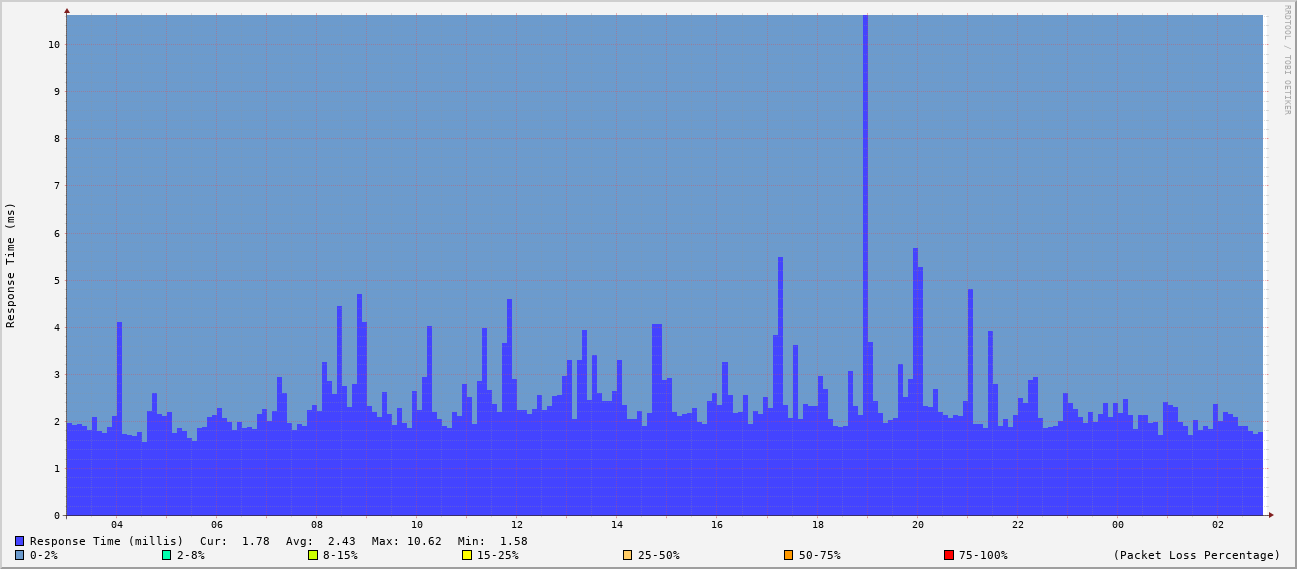 RRDTOOL / TOBI OETIKER
Response Time (ms)
10
9
8
7
6
5
4
3
2
1
0
04 06 08 10 12 14 16 18 20 22 00 02
Response Time (millis) Cur: 1.78 Avg: 2.43 Max: 10.62 Min: 1.58
0-2% 2-8% 8-15% 15-25% 25-50% 50-75% 75-100% (Packet Loss Percentage)